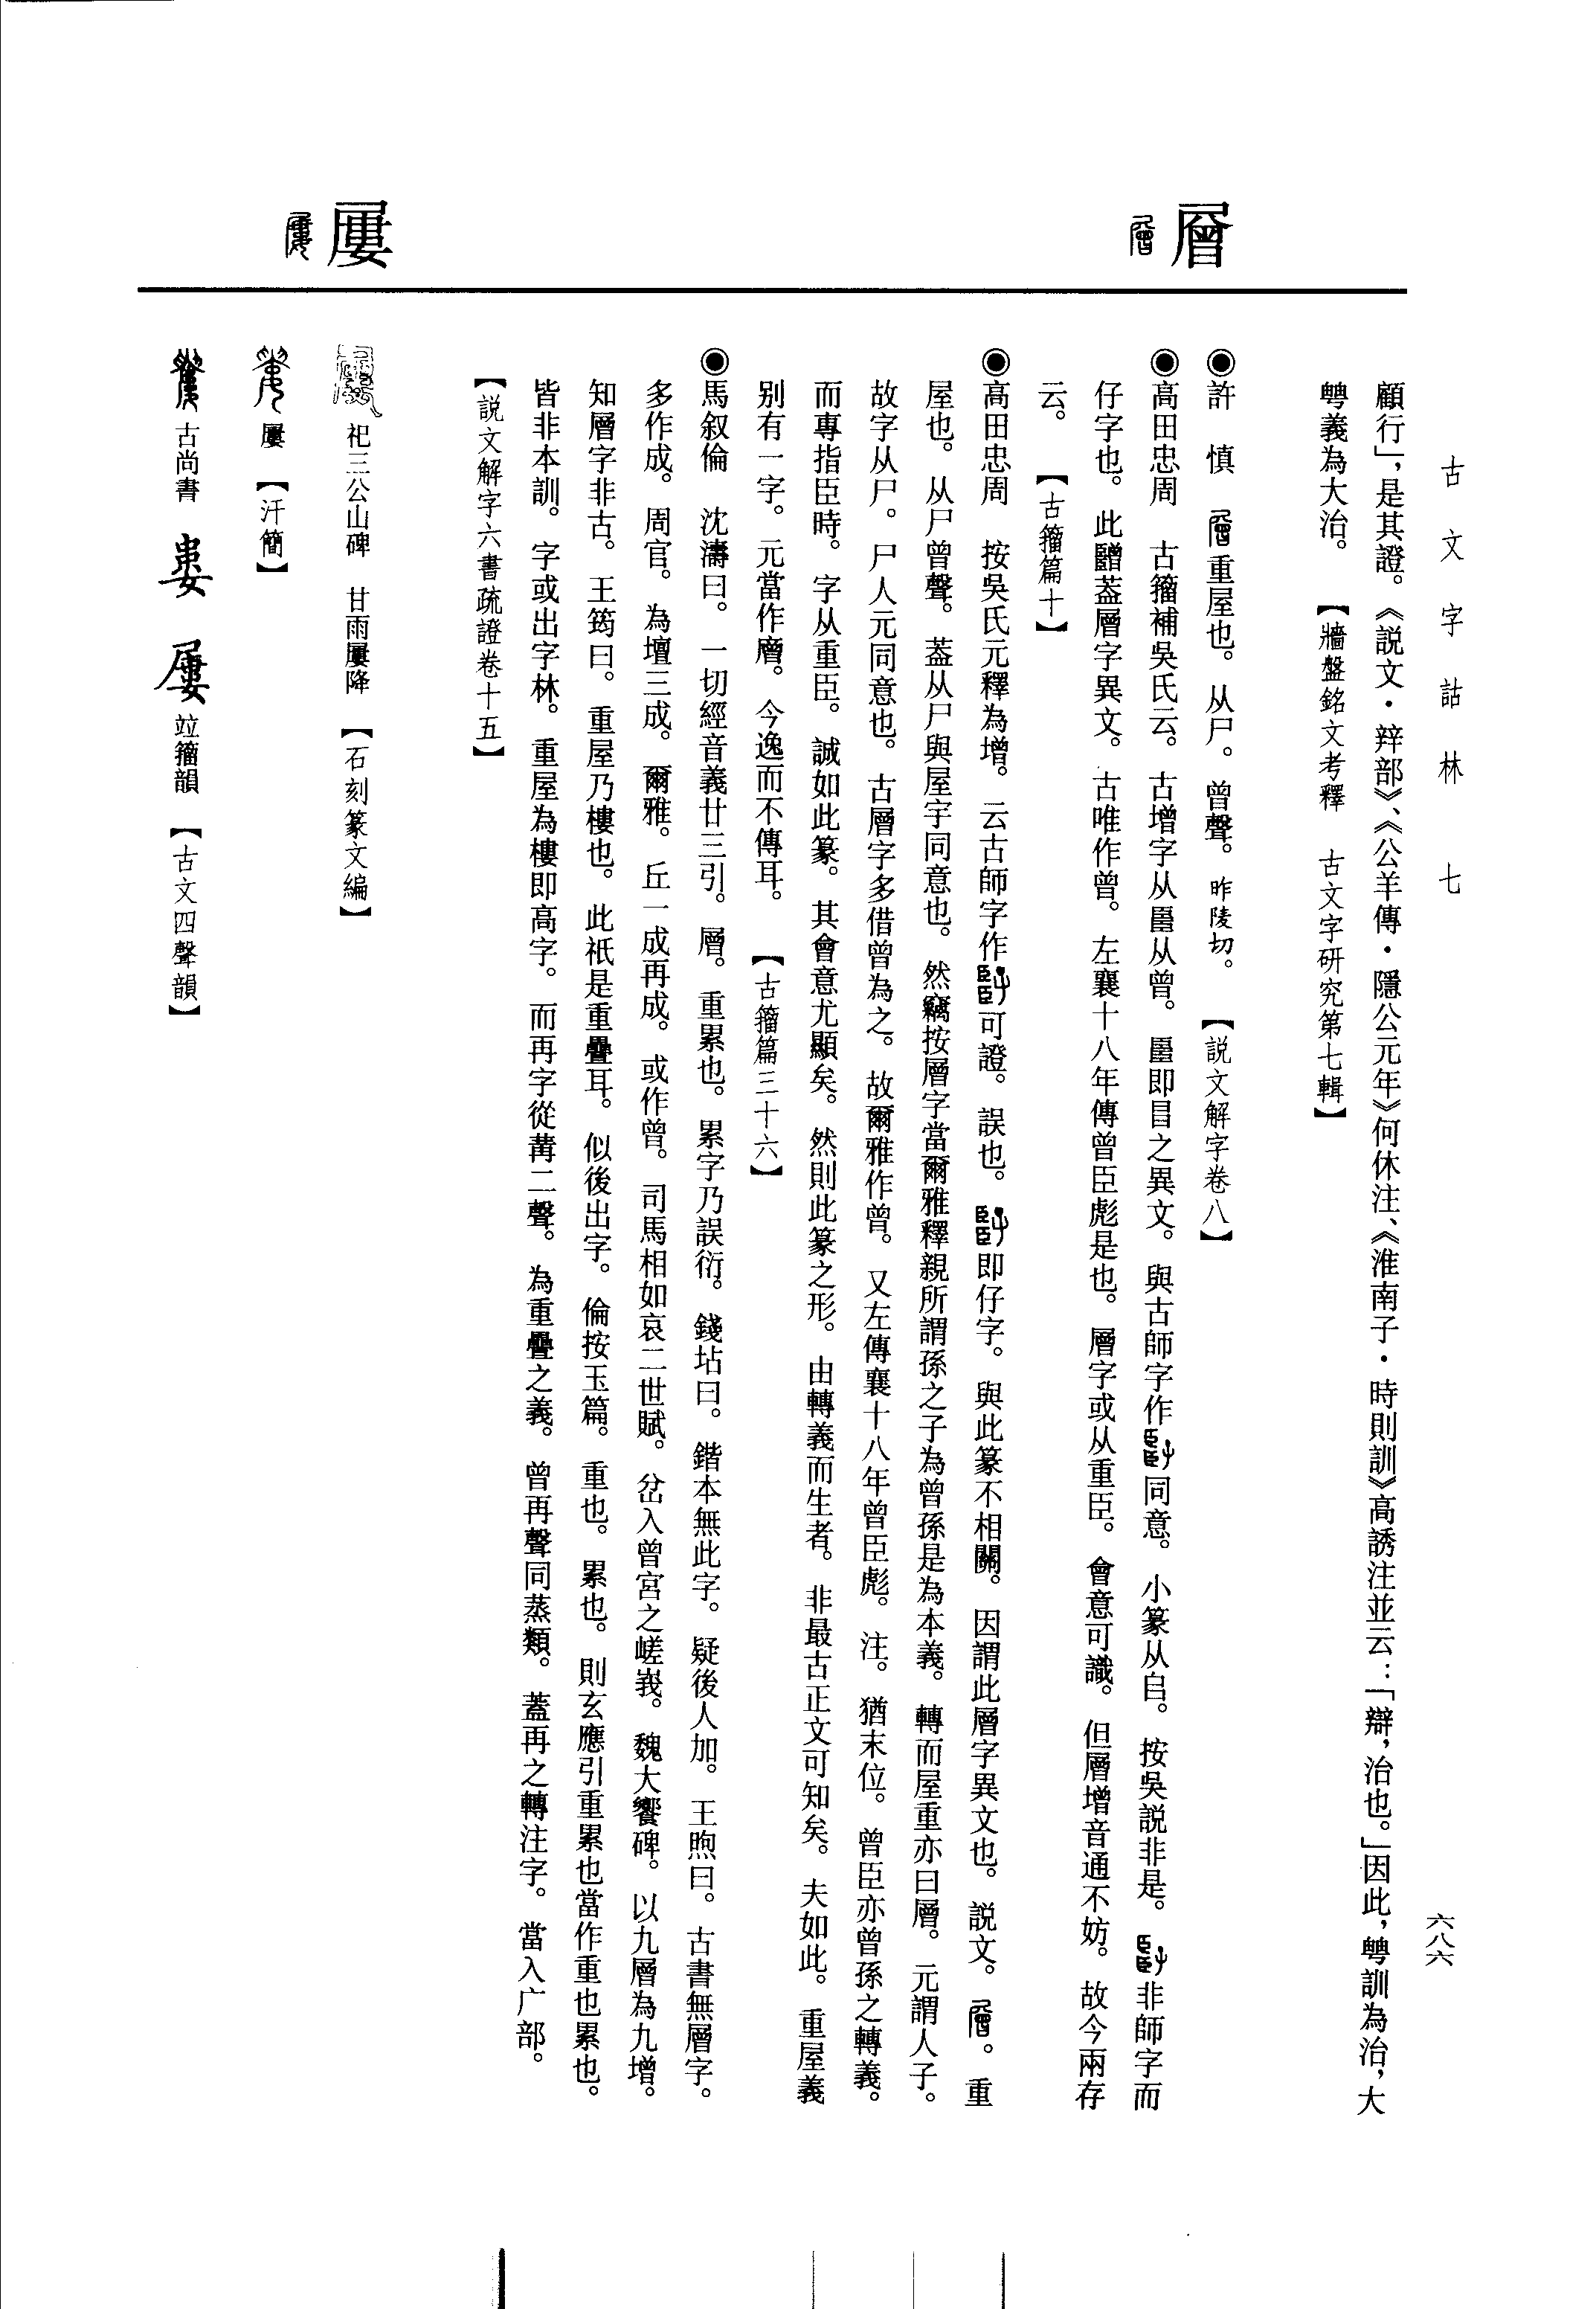 古文字詁林　七
六八六
層
屢
顧行」，是其證。《説文·辡部》、《公羊傳·隱公元年》何休注、《淮南子·時則訓》高誘注並云：「辯，治也。」因此，甹訓為治，大
甹義為大治。　【牆盤銘文考釋　古文字研究第七輯】
◉許　慎　重屋也。从尸。曾聲。昨陵切。　【説文解字卷八】
◉高田忠周　古籀補吳氏云。古增字从𨺅从曾。即𨸏之異文。與古師字作同意。小篆从𠂤。按吳説非是。非師字而
仔字也。此蓋層字異文。古唯作曾。左襄十八年傳曾臣彪是也。層字或从重臣。會意可識。但層增音通不妨。故今兩存
云。　【古籀篇十】
◉高田忠周　按吳氏元釋為增。云古師字作可證。誤也。即仔字。與此篆不相關。因謂此層字異文也。説文。。重
屋也。从尸曾聲。葢从尸與屋宇同意也。然竊按層字當爾雅釋親所謂孫之子為曾孫是為本義。轉而屋重亦曰層。元謂人子。
故字从尸。尸人元同意也。古層字多借曾為之。故爾雅作曾。又左傳襄十八年曾臣彪。注。猶末位。曾臣亦曾孫之轉義。
而專指臣時。字从重臣。誠如此篆。其會意尤顯矣。然則此篆之形。由轉義而生者。非最古正文可知矣。夫如此。重屋義
别有一字。元當作。今逸而不傳耳。　【古籀篇三十六】
◉馬叙倫　沈濤曰。一切經音義廿三引。層。重累也。累字乃誤衍。錢坫曰。鍇本無此字。疑後人加。王煦曰。古書無層字。
多作成。周官。為壇三成。爾雅。丘一成再成。或作曾。司馬相如哀二世賦。岔入曾宮之嵯峩。魏大饗碑。以九層為九增。
知層字非古。王筠曰。重屋乃樓也。此衹是重疊耳。似後出字。倫按玉篇。重也。累也。則玄應引重累也當作重也累也。
皆非本訓。字或出字林。重屋為樓即高字。而再字從冓二聲。為重疊之義。曾再聲同蒸類。蓋再之轉注字。當入广部。
【説文解字六書疏證卷十五】
祀三公山碑　甘雨屢降　【石刻篆文編】
屢　【汗簡】
古尚書　婁　屢　竝籀韻　【古文四聲韻】